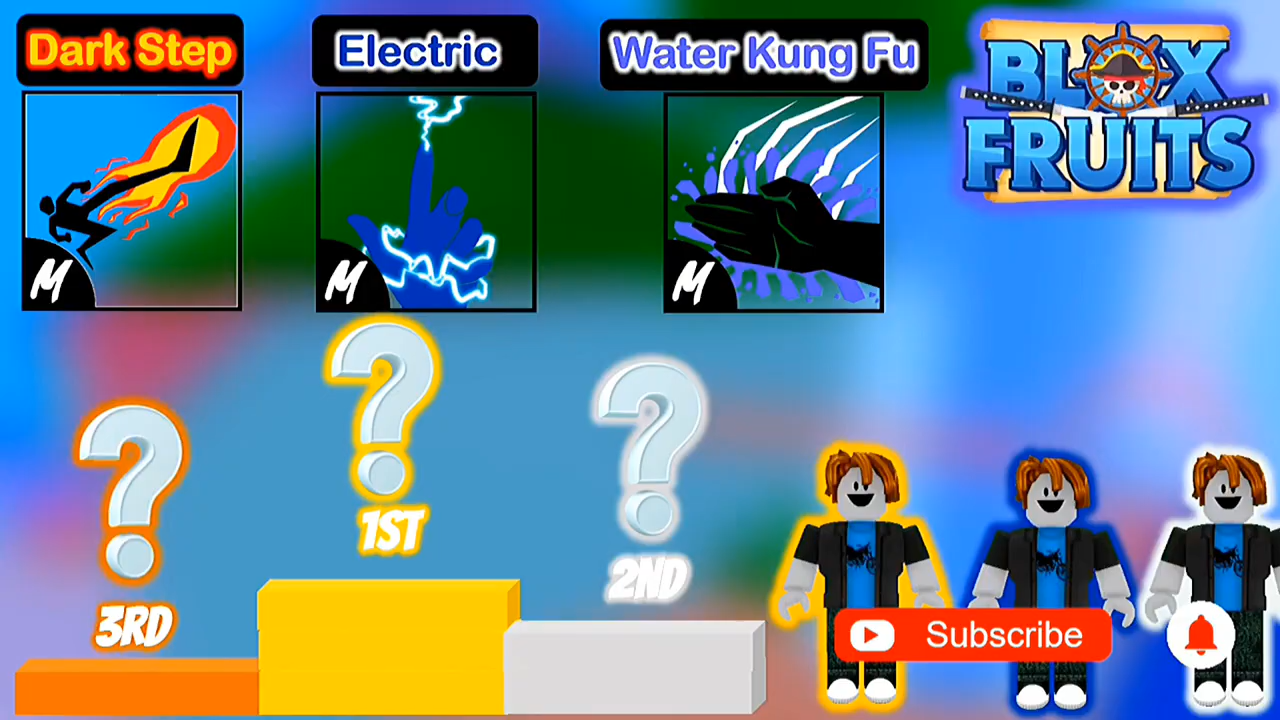 Dark Step
Electric
Water Kung Fu
BLOX
FRUITS
M
M
M
?
?
?
1ST
2ND
3RD
Subscribe